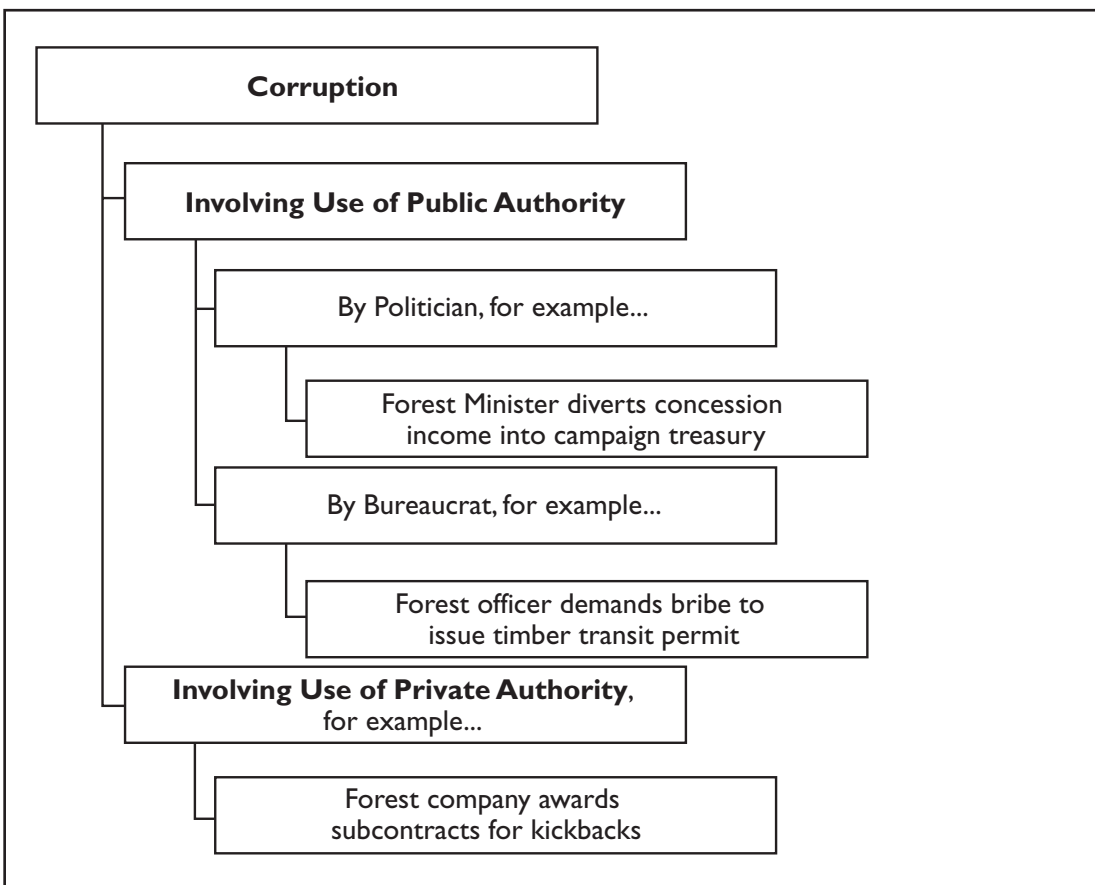 Corruption
Involving Use of Public Authority
By Politician, for example...
Forest Minister diverts concession
income into campaign treasury
By Bureaucrat, for example...
Forest officer demands bribe to
issue timber transit permit
Involving Use of Private Authority,
for example...
Forest company awards
subcontracts for kickbacks